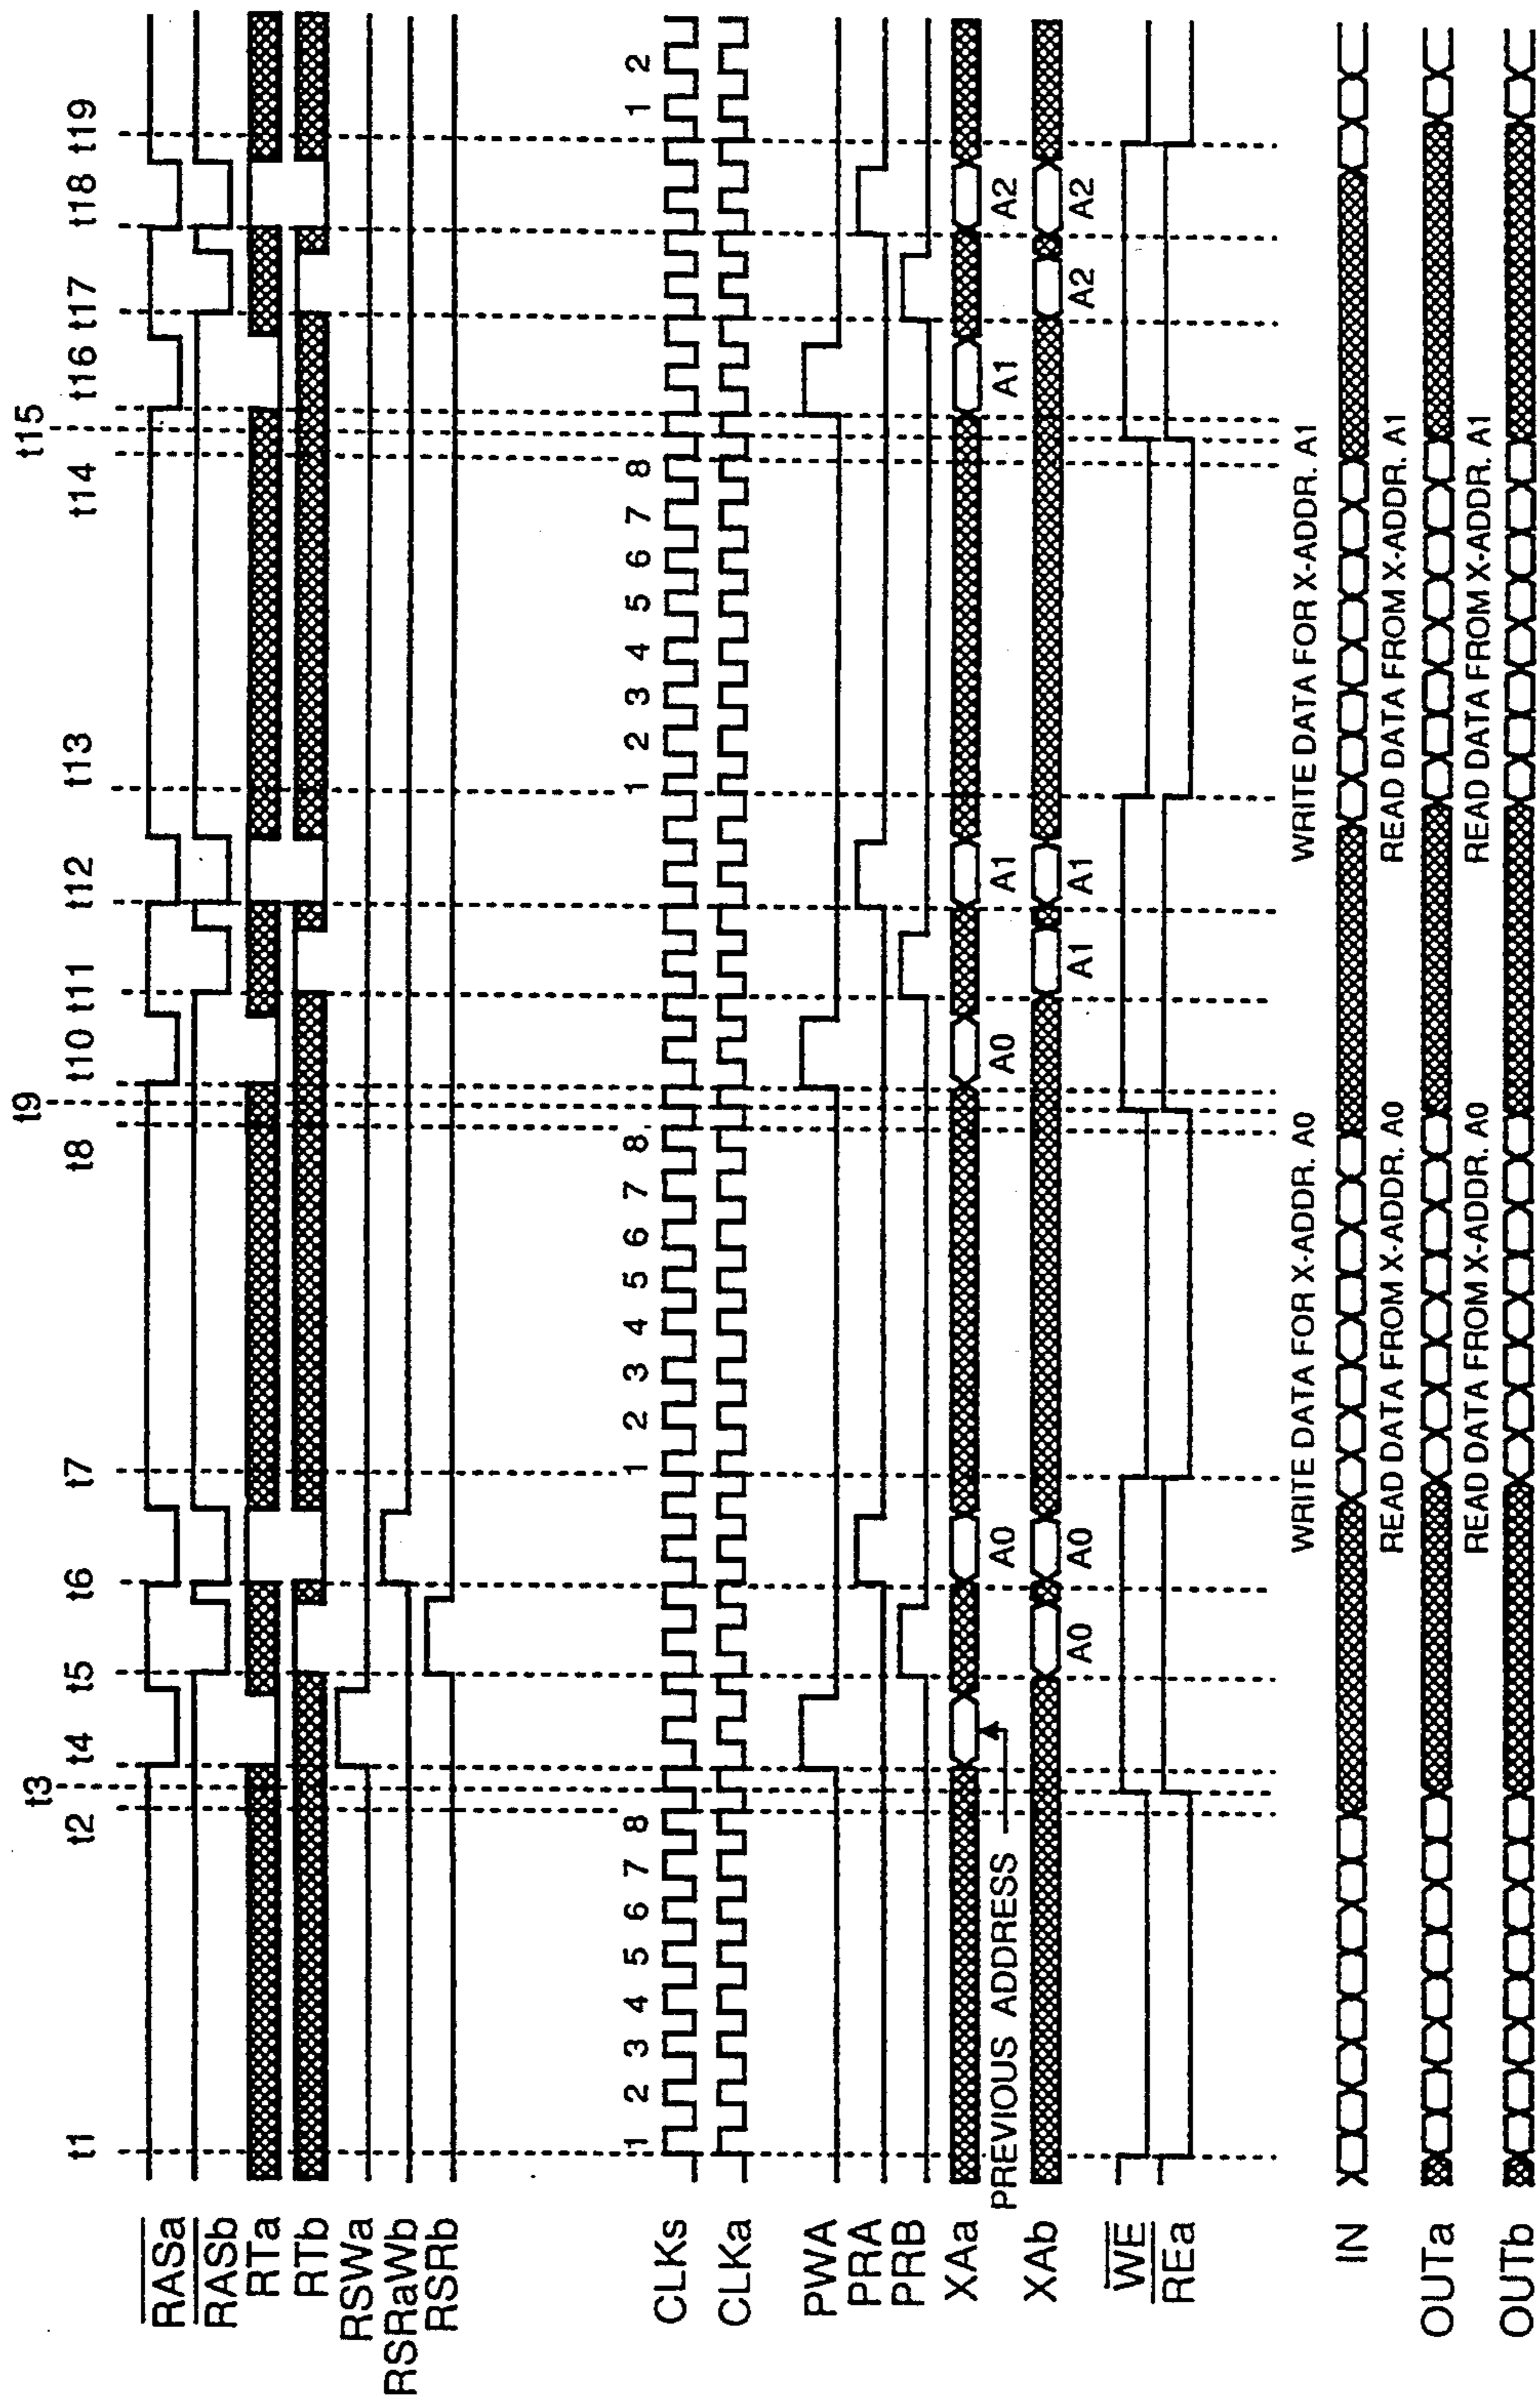 t1 t2 t3 t4 t5 t6 t7 t8 t9 t10 t11 t12 t13 t14 t15 t16 t17 t18 t19
RASa
RASb
RTa
RTb
RSWa
RSRaWb
RSRb
1 2 3 4 5 6 7 8 1 2 3 4 5 6 7 8 1 2 3 4 5 6 7 8 1 2
CLKs
CLKa
PWA
PRA
PRB
XAa
PREVIOUS ADDRESS A0 A0 A1 A1 A2
XAb
A0 A0 A1 A1 A2 A2
WE
REa
WRITE DATA FOR X-ADDR. A0 WRITE DATA FOR X-ADDR. A1
IN
READ DATA FROM X-ADDR. A0 READ DATA FROM X-ADDR. A1
OUTa
READ DATA FROM X-ADDR. A0 READ DATA FROM X-ADDR. A1
OUTb